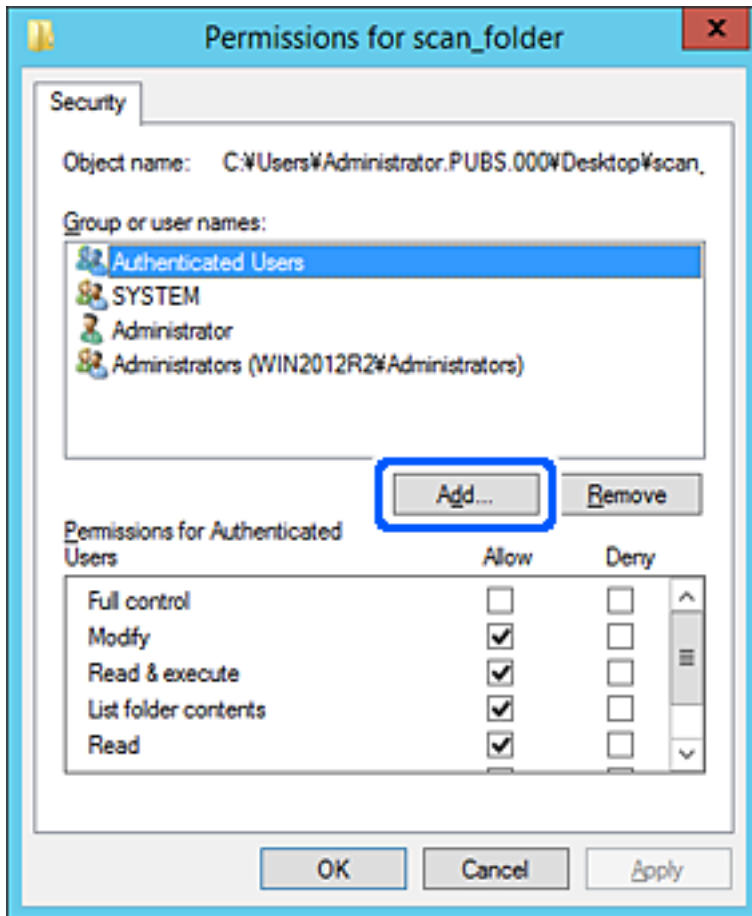 Permissions for scan_folder
x
Security
Object name: C:¥Users¥Administrator.PUBS.000¥Desktop¥scan_
Group or user names:
Authenticated Users
SYSTEM
Administrator
Administrators (WIN2012R2¥Administrators)
Add... Remove
Permissions for Authenticated
Users Allow Deny
Full control
Modify
Read & execute
List folder contents
Read
OK Cancel Apply